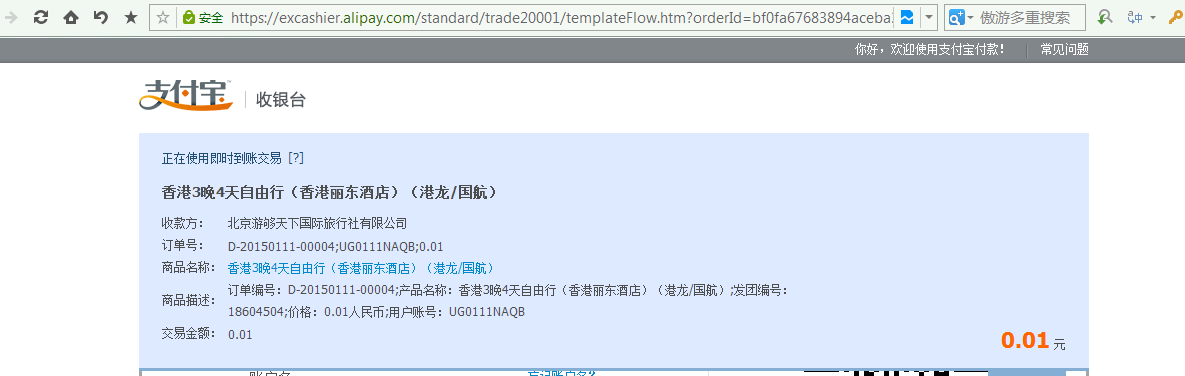 安全 https://excashier.alipay.com/standard/trade20001/templateFlow.htm?orderId=bf0fa67683894aceba 傲游多重搜索
你好，欢迎使用支付宝付款！ 常见问题
支付宝 收银台
正在使用即时到账交易 [?]
香港3晚4天自由行（香港丽东酒店）（港龙/国航）
收款方： 北京游够天下国际旅行社有限公司
订单号： D-20150111-00004;UG0111NAQB;0.01
商品名称： 香港3晚4天自由行（香港丽东酒店）（港龙/国航）
商品描述： 订单编号：D-20150111-00004;产品名称：香港3晚4天自由行（香港丽东酒店）（港龙/国航）;发团编号：
18604504;价格：0.01人民币;用户账号：UG0111NAQB
交易金额： 0.01
0.01 元